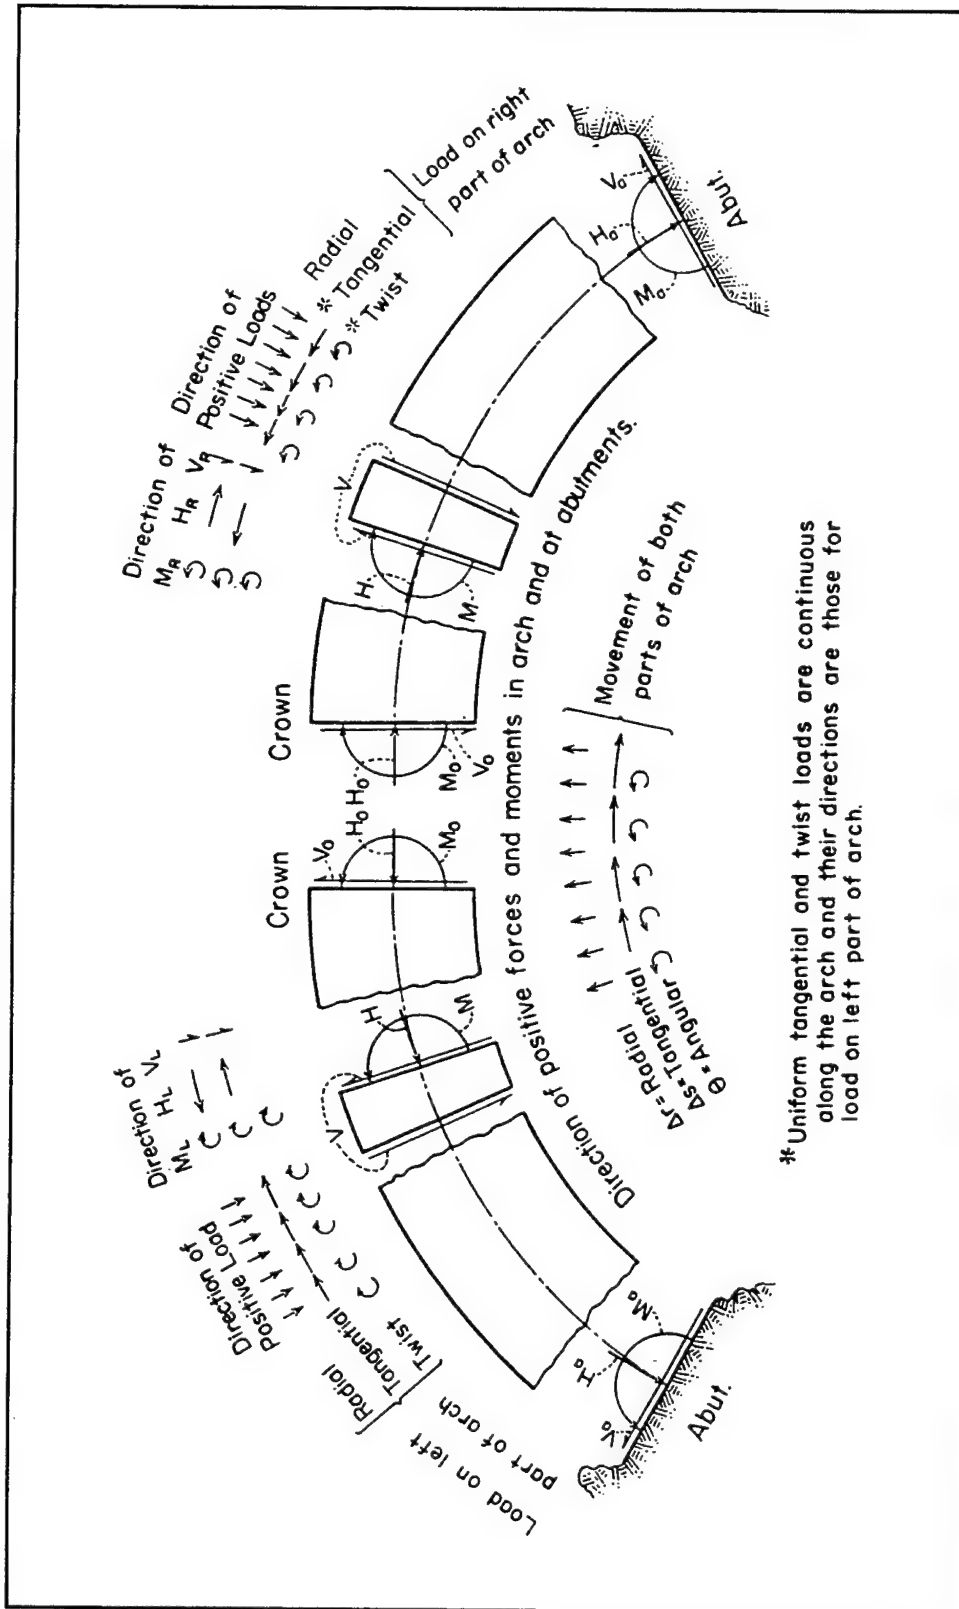 Direction of
Positive Load
Radial
Tangential
Twist
Load on left
part of arch
Direction of
M_L H_L V_L
Direction of
M_R H_R V_R
Direction of
Positive Loads
Radial
* Tangential
* Twist
Load on right
part of arch
V
H
M
Crown
V_o
H_o
M_o
Crown
H_o
M_o
V_o
V
H
M
V_a
H_a
M_a
Abut.
V_a
H_a
M_a
Abut.
Direction of positive forces and moments in arch and at abutments.
Δr = Radial
Δs = Tangential
θ = Angular
Movement of both
parts of arch
*Uniform tangential and twist loads are continuous
along the arch and their directions are those for
load on left part of arch.